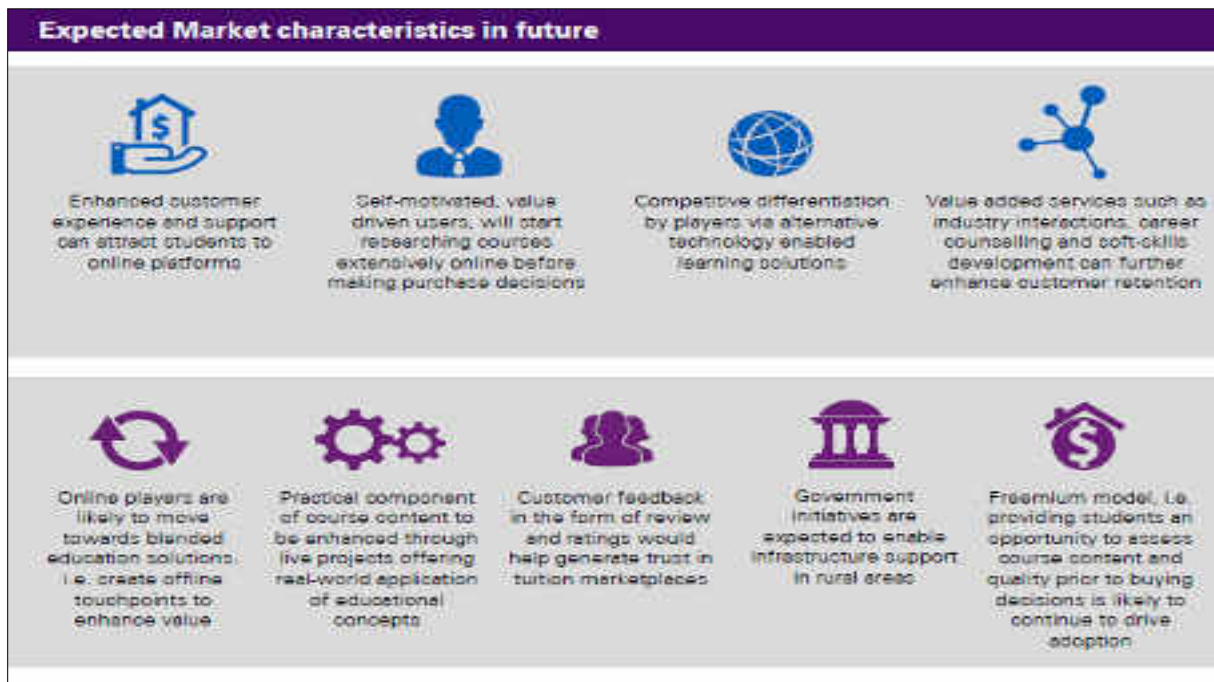 Expected Market characteristics in future
Enhanced customer
experience and support
can attract students to
online platforms
Self-motivated, value
driven users, will start
researching courses
extensively online before
making purchase decisions
Competitive differentiation
by players via alternative
technology enabled
learning solutions
Value added services such as
industry interactions, career
counselling and soft-skills
development can further
enhance customer retention
Online players are
likely to move
towards blended
education solutions,
i.e. create offline
touchpoints to
enhance value
Practical component
of course content to
be enhanced through
live projects offering
real-world application
of educational
concepts
Customer feedback
in the form of review
and ratings would
help generate trust in
tuition marketplaces
Government
initiatives are
expected to enable
infrastructure support
in rural areas
Freemium model, i.e.
providing students an
opportunity to assess
course content and
quality prior to buying
decisions is likely to
continue to drive
adoption